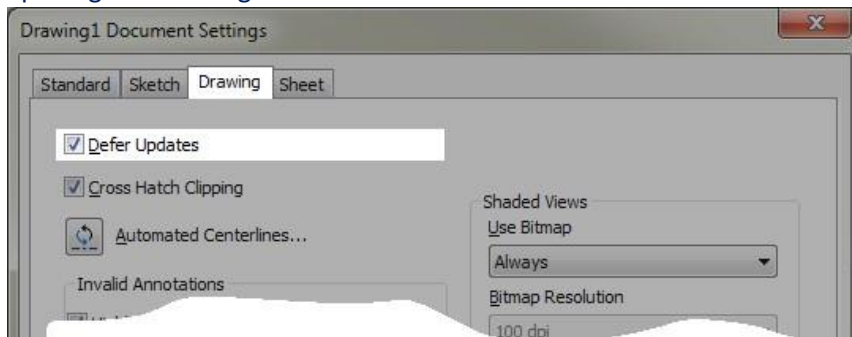 Drawing1 Document Settings
Standard Sketch Drawing Sheet
Defer Updates
Cross Hatch Clipping
Automated Centerlines...
Invalid Annotations
Shaded Views
Use Bitmap
Always
Bitmap Resolution
100 dpi